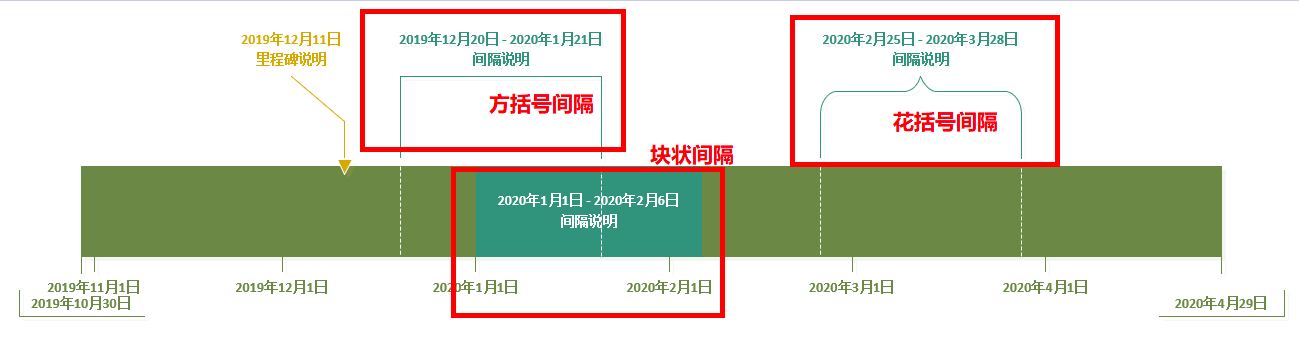 2019年12月11日
里程碑说明
2019年12月20日 - 2020年1月21日
间隔说明
方括号间隔
2020年2月25日 - 2020年3月28日
间隔说明
花括号间隔
块状间隔
2020年1月1日 - 2020年2月6日
间隔说明
2019年11月1日
2019年12月1日
2020年1月1日
2020年2月1日
2020年3月1日
2020年4月1日
2019年10月30日
2020年4月29日